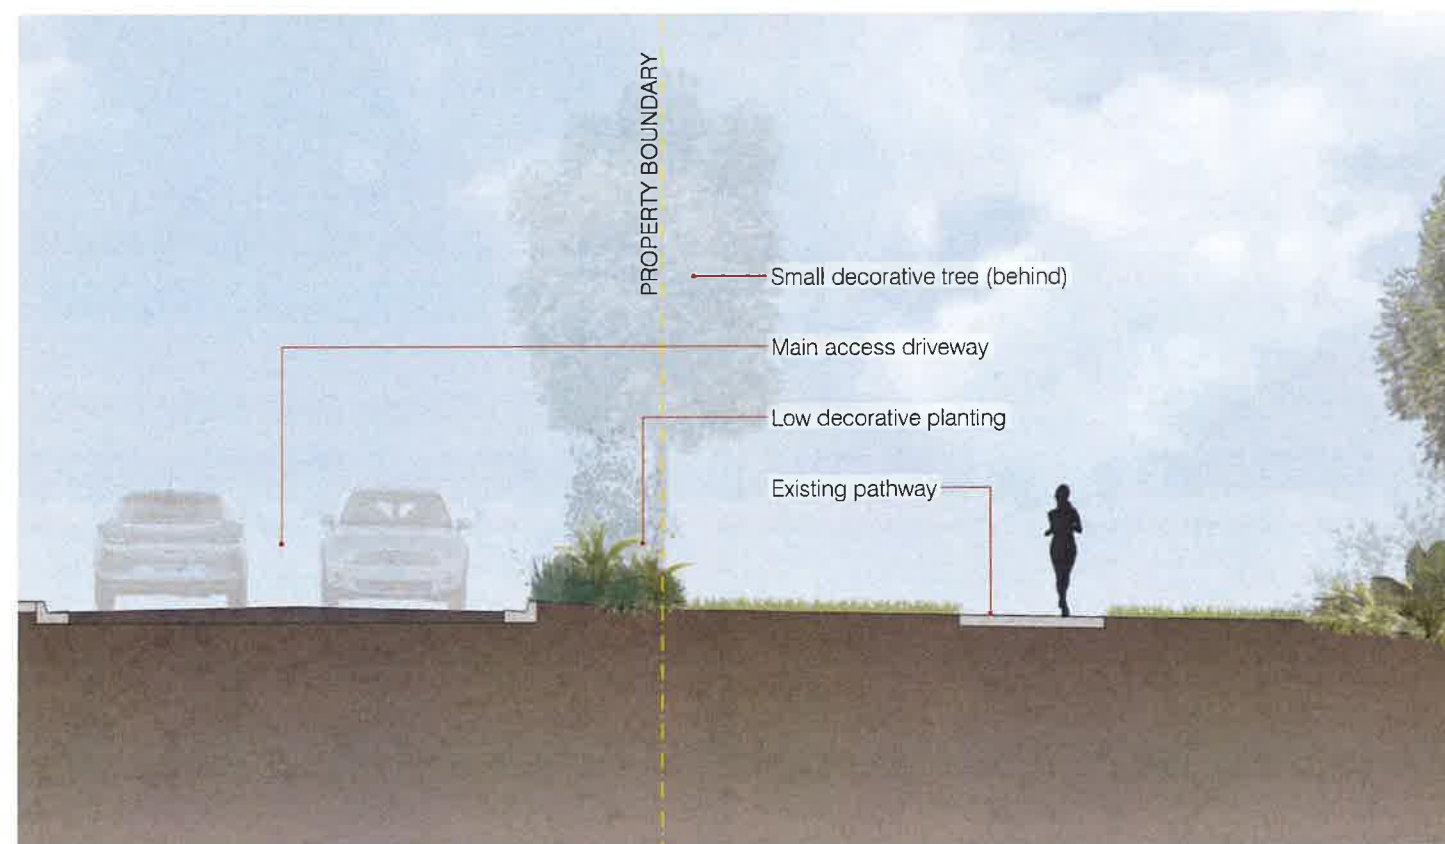 PROPERTY BOUNDARY
Small decorative tree (behind)
Main access driveway
Low decorative planting
Existing pathway